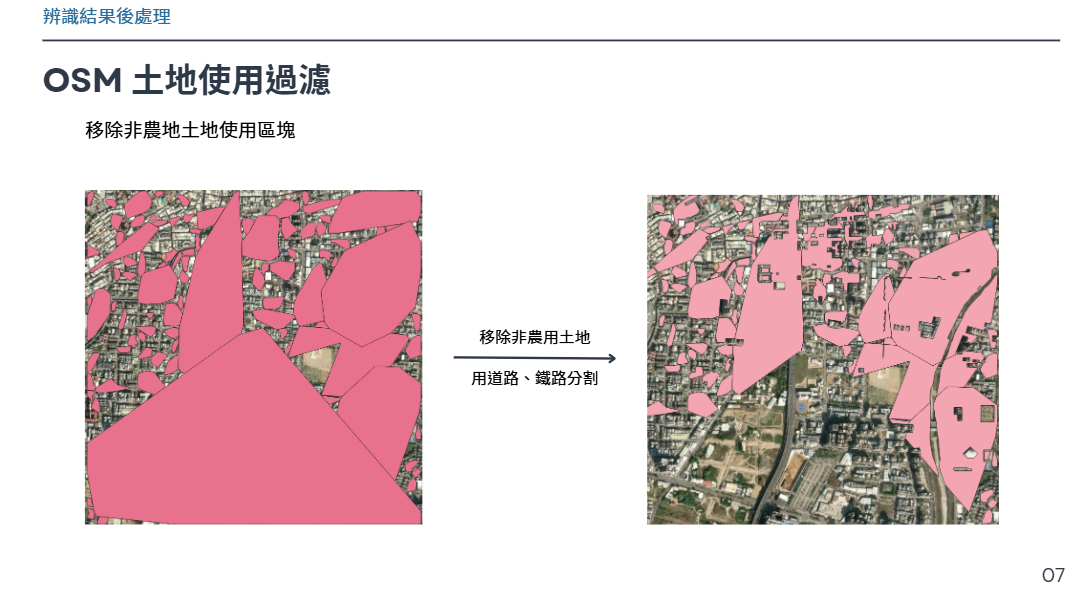 辨識結果後處理
OSM 土地使用過濾
移除非農地土地使用區塊
移除非農用土地
用道路、鐵路分割
07